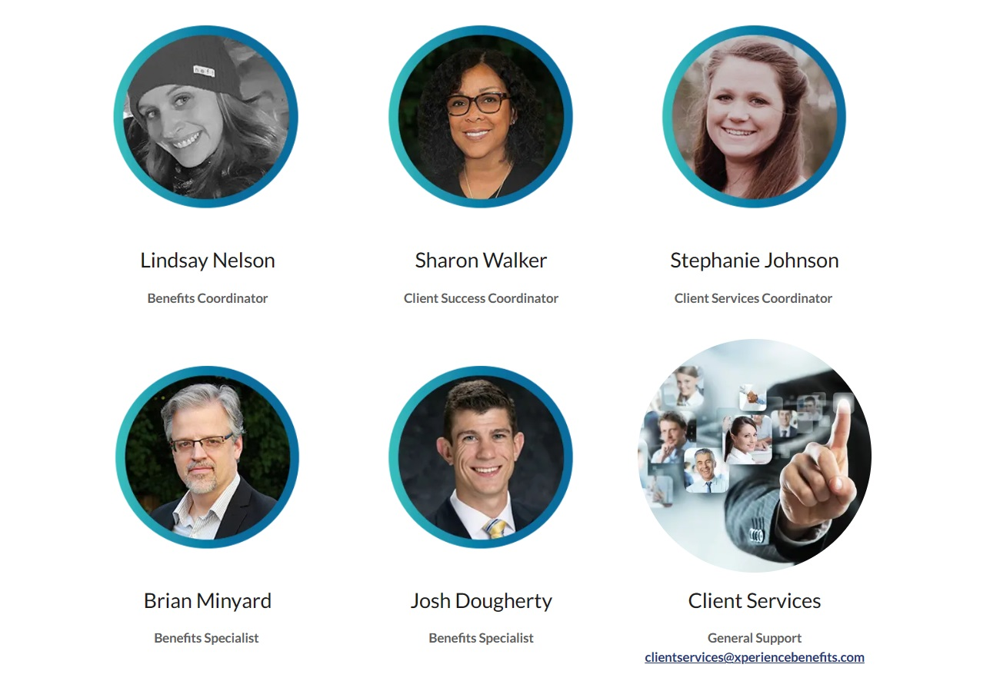 neff
Lindsay Nelson
Benefits Coordinator
Sharon Walker
Client Success Coordinator
Stephanie Johnson
Client Services Coordinator
Brian Minyard
Benefits Specialist
Josh Dougherty
Benefits Specialist
Client Services
General Support
clientservices@xperiencebenefits.com